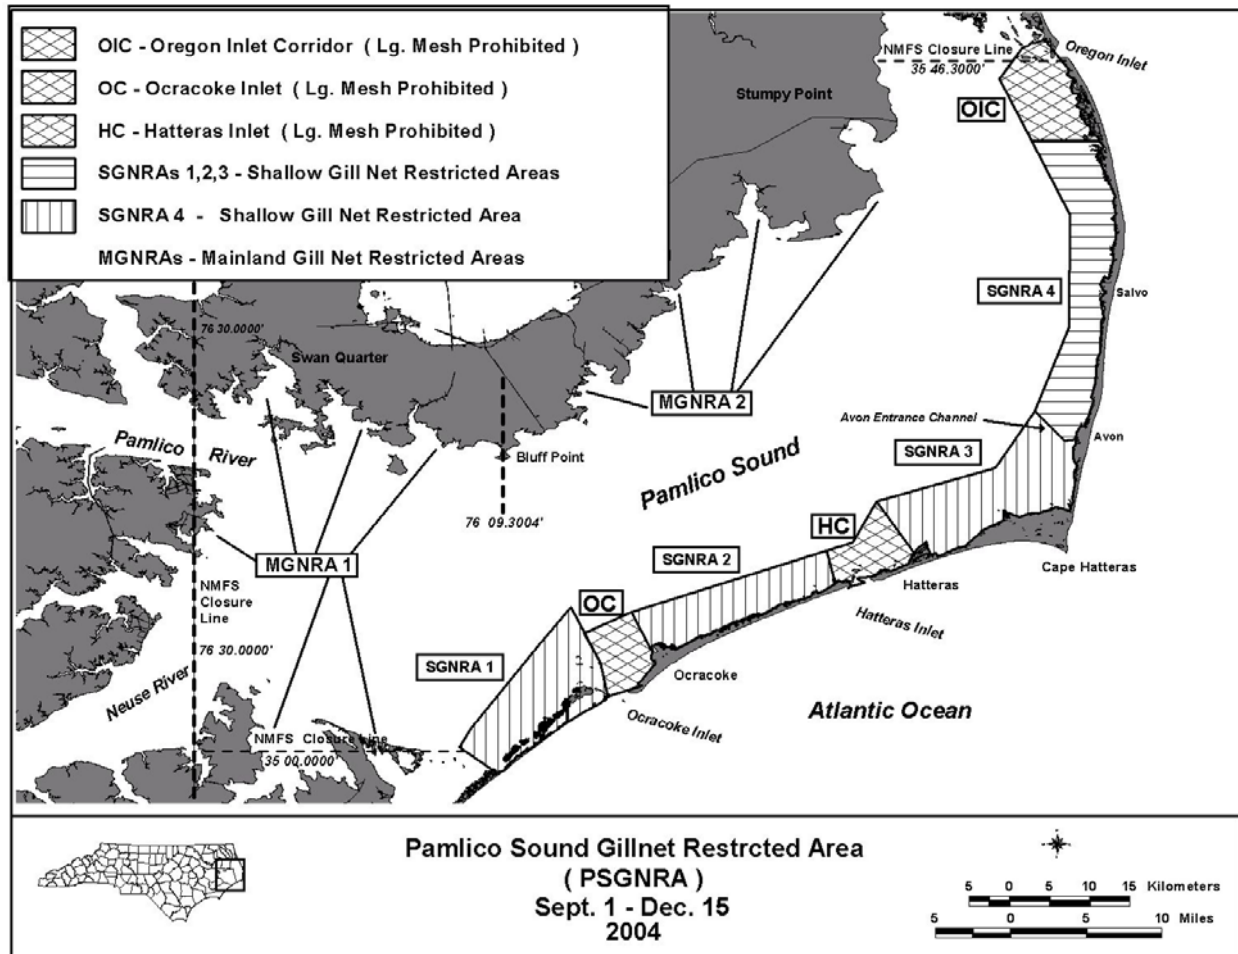 OIC - Oregon Inlet Corridor ( Lg. Mesh Prohibited )
OC - Ocracoke Inlet ( Lg. Mesh Prohibited )
HC - Hatteras Inlet ( Lg. Mesh Prohibited )
SGNRAs 1,2,3 - Shallow Gill Net Restricted Areas
SGNRA 4 - Shallow Gill Net Restricted Area
MGNRAs - Mainland Gill Net Restricted Areas
NMFS Closure Line
35 46.3000'
Oregon Inlet
Stumpy Point
OIC
SGNRA 4
Salvo
76 30.0000'
Swan Quarter
MGNRA 2
Avon Entrance Channel
Avon
Pamlico River
Bluff Point
Pamlico Sound
SGNRA 3
76 09.3004'
HC
MGNRA 1
SGNRA 2
Cape Hatteras
NMFS
Closure
Line
Hatteras
OC
Hatteras Inlet
76 30.0000'
SGNRA 1
Ocracoke
Neuse River
Ocracoke Inlet
Atlantic Ocean
NMFS Closure Line
35 00.0000'
Pamlico Sound Gillnet Restrcted Area
( PSGNRA )
Sept. 1 - Dec. 15
2004
5 0 5 10 15 Kilometers
5 0 10 Miles